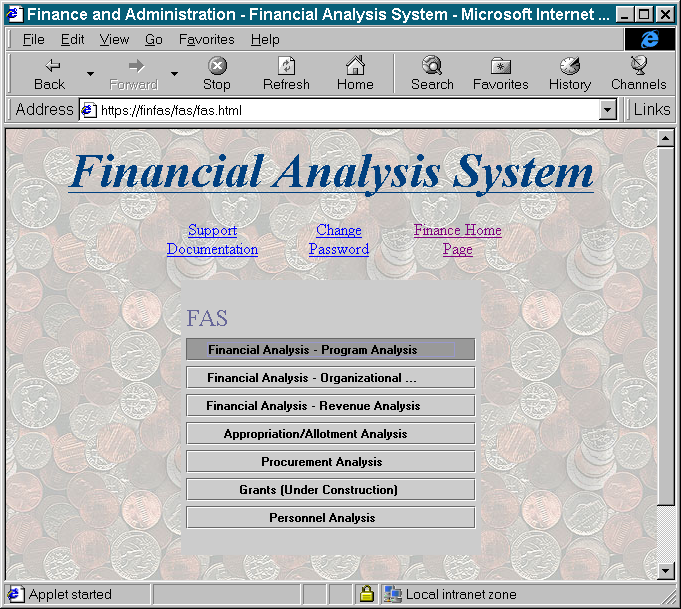 Finance and Administration - Financial Analysis System - Microsoft Internet ...
File Edit View Go Favorites Help
Back Forward Stop Refresh Home Search Favorites History Channels
Address https://finfas/fas/fas.html Links
Financial Analysis System
Support Documentation
Change Password
Finance Home Page
FAS
Financial Analysis - Program Analysis
Financial Analysis - Organizational ...
Financial Analysis - Revenue Analysis
Appropriation/Allotment Analysis
Procurement Analysis
Grants (Under Construction)
Personnel Analysis
Applet started Local intranet zone